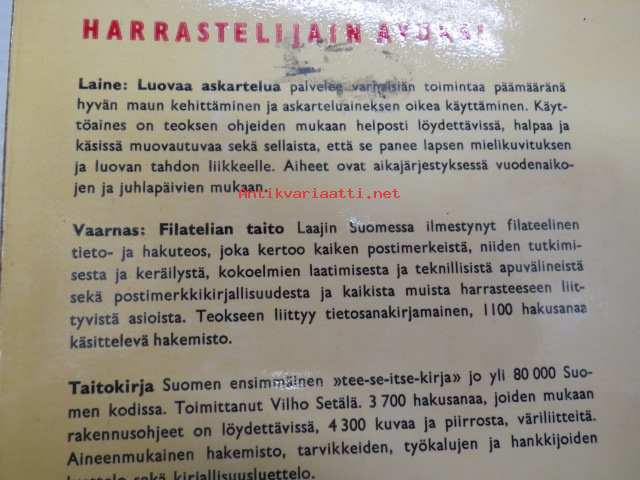 HARRASTELIJAIN AVUKSI
Laine: Luovaa askartelua palvelee varhaisiän toimintaa päämääränä
hyvän maun kehittäminen ja askarteluaineksen oikea käyttäminen. Käyt-
töaines on teoksen ohjeiden mukaan helposti löydettävissä, halpaa ja
käsissä muovautuvaa sekä sellaista, että se panee lapsen mielikuvituksen
ja luovan tahdon liikkeelle. Aiheet ovat aikajärjestyksessä vuodenaiko-
jen ja juhlapäivien mukaan.
Antikvariaatti.net
Vaarnas: Filatelian taito Laajin Suomessa ilmestynyt filateelinen
tieto- ja hakuteos, joka kertoo kaiken postimerkeistä, niiden tutkimi-
sesta ja keräilystä, kokoelmien laatimisesta ja teknillisistä apuvälineistä
sekä postimerkkikirjallisuudesta ja kaikista muista harrasteeseen liit-
tyvistä asioista. Teokseen liittyy tietosanakirjamainen, 1100 hakusanaa
käsittelevä hakemisto.
Taitokirja Suomen ensimmäinen »tee-se-itse-kirja» jo yli 80 000 Suo-
men kodissa. Toimittanut Vilho Setälä. 3 700 hakusanaa, joiden mukaan
rakennusohjeet on löydettävissä, 4 300 kuvaa ja piirrosta, väriliitteitä.
Aineenmukainen hakemisto, tarvikkeiden, työkalujen ja hankkijoiden
luettelo sekä kirjallisuusluettelo.